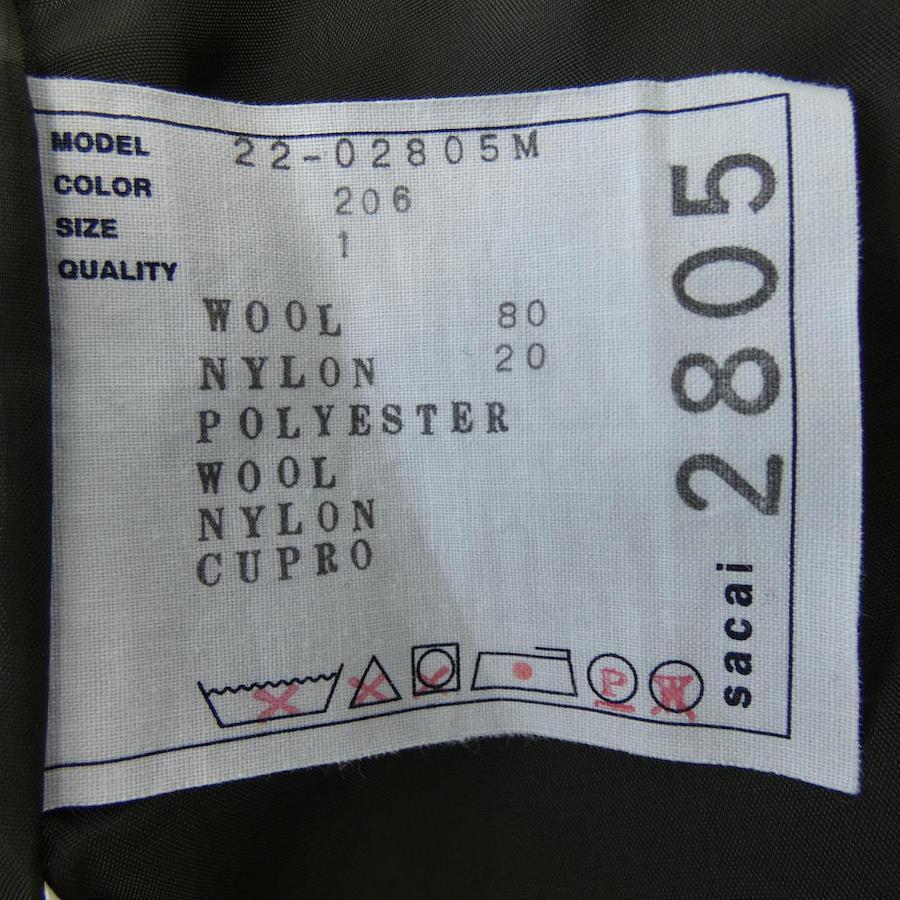 MODEL 22-02805M
COLOR 206
SIZE 1
QUALITY
WOOL 80
NYLON 20
POLYESTER
WOOL
NYLON
CUPRO
P
W
sacai 2805